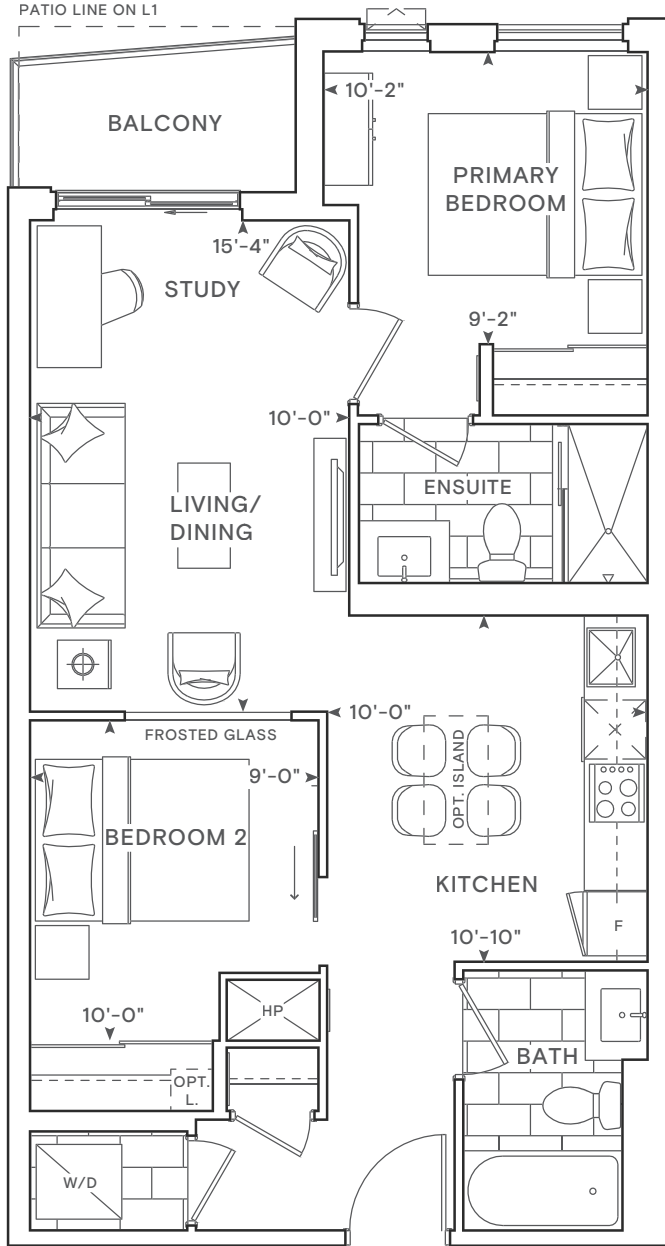 PATIO LINE ON L1
BALCONY
10'-2"
PRIMARY
BEDROOM
15'-4"
STUDY
9'-2"
10'-0"
ENSUITE
LIVING/
DINING
10'-0"
FROSTED GLASS
OPT. ISLAND
9'-0"
BEDROOM 2
KITCHEN
F
10'-10"
10'-0"
HP
BATH
OPT.
L.
W/D